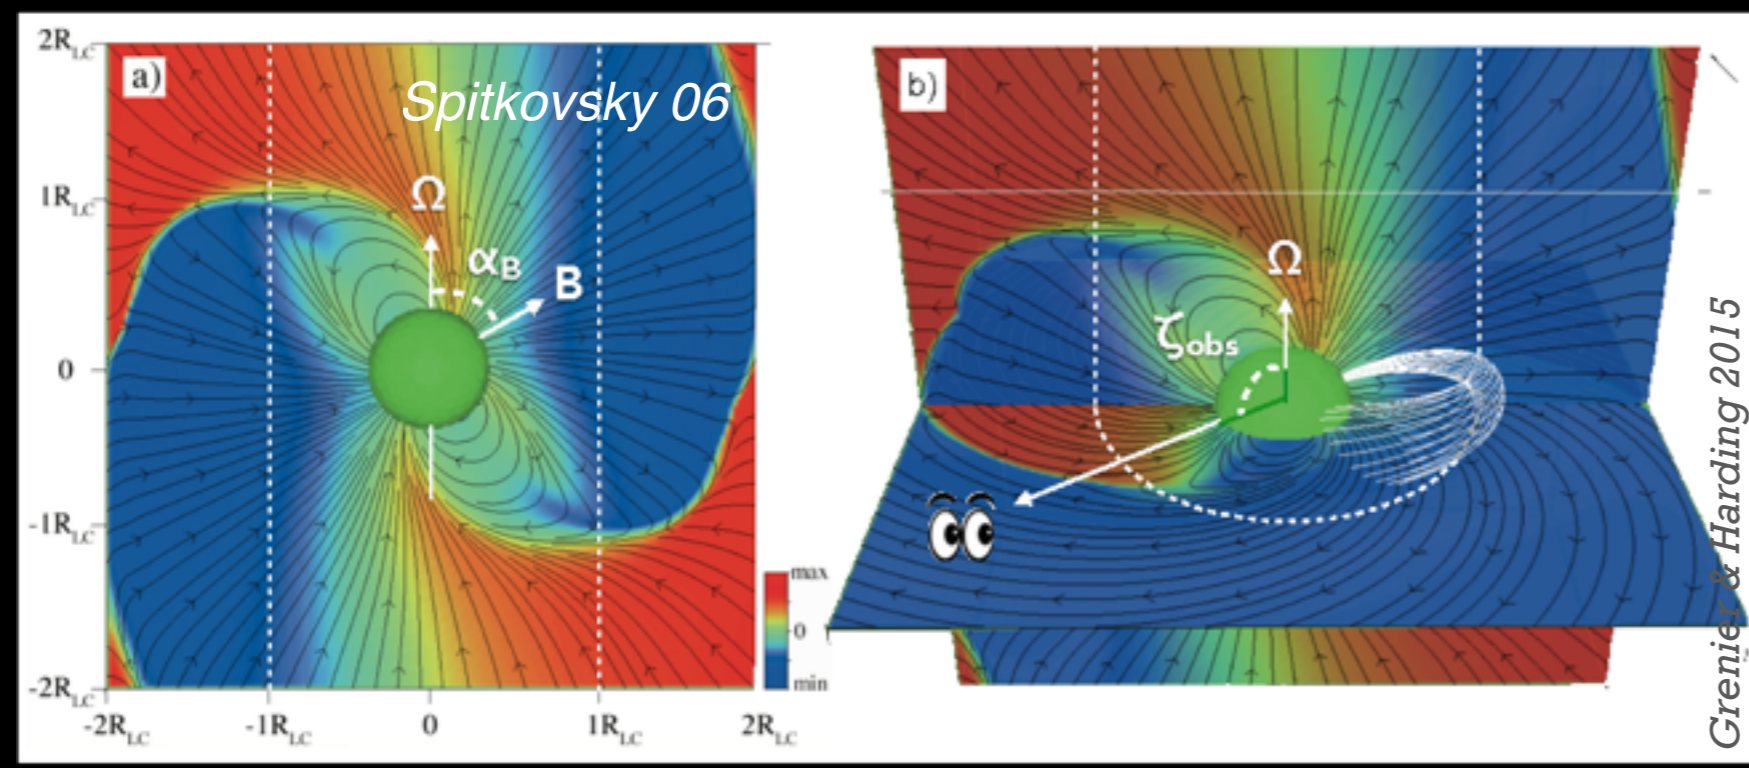 a)
Spitkovsky 06
2R_LC
1R_LC
0
-1R_LC
-2R_LC
-2R_LC
-1R_LC
0
1R_LC
2R_LC
Ω
α_B
B
max
0
min
b)
Ω
ζ_obs
Grenier & Harding 2015